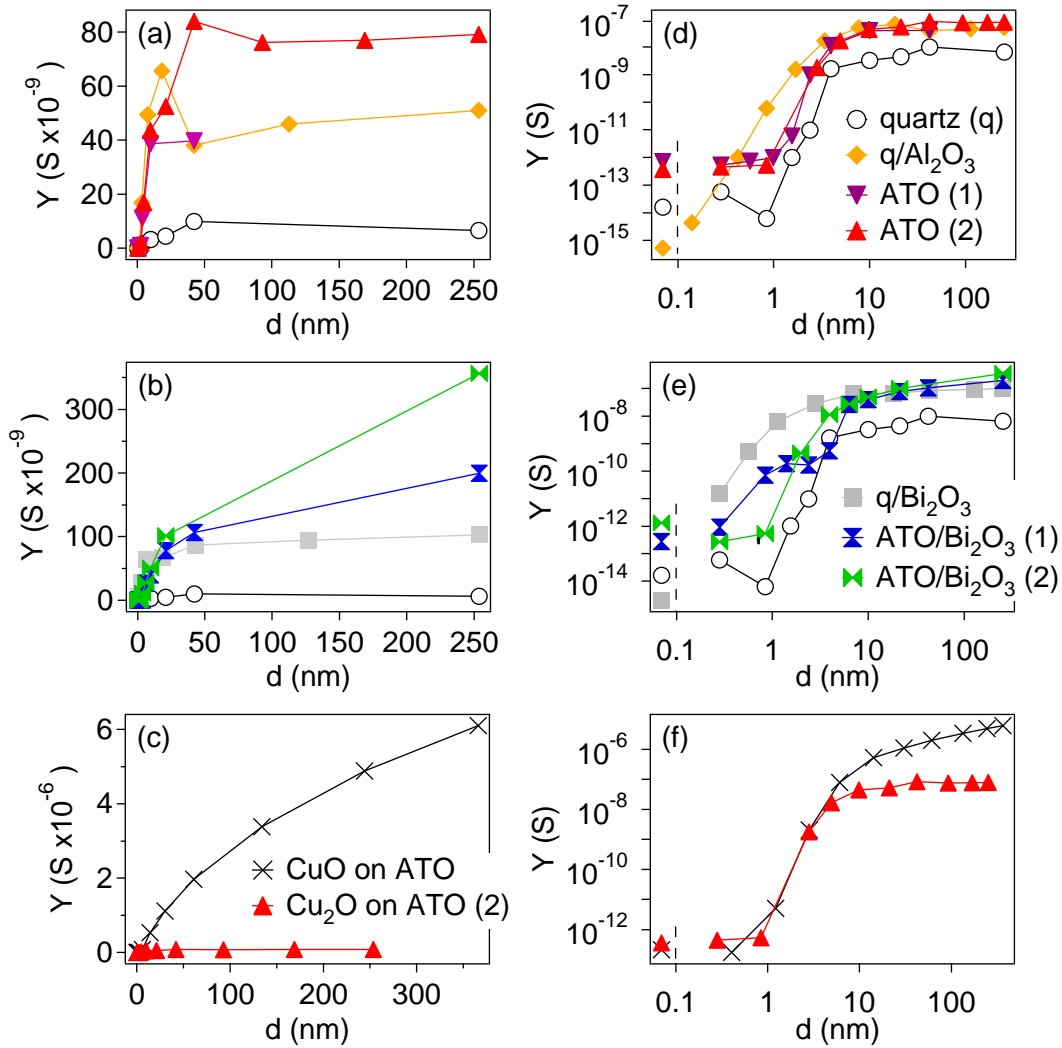 (a)
80
60
40
20
0
Y (S x10⁻⁹)
0 50 100 150 200 250
d (nm)
(d)
10⁻⁷
10⁻⁹
10⁻¹¹
10⁻¹³
10⁻¹⁵
Y (S)
quartz (q)
q/Al₂O₃
ATO (1)
ATO (2)
0.1 1 10 100
d (nm)
(b)
300
200
100
0
Y (S x10⁻⁹)
0 50 100 150 200 250
d (nm)
(e)
10⁻⁸
10⁻¹⁰
10⁻¹²
10⁻¹⁴
Y (S)
q/Bi₂O₃
ATO/Bi₂O₃ (1)
ATO/Bi₂O₃ (2)
0.1 1 10 100
d (nm)
(c)
6
4
2
0
Y (S x10⁻⁶)
CuO on ATO
Cu₂O on ATO (2)
0 100 200 300
d (nm)
(f)
10⁻⁶
10⁻⁸
10⁻¹⁰
10⁻¹²
Y (S)
0.1 1 10 100
d (nm)